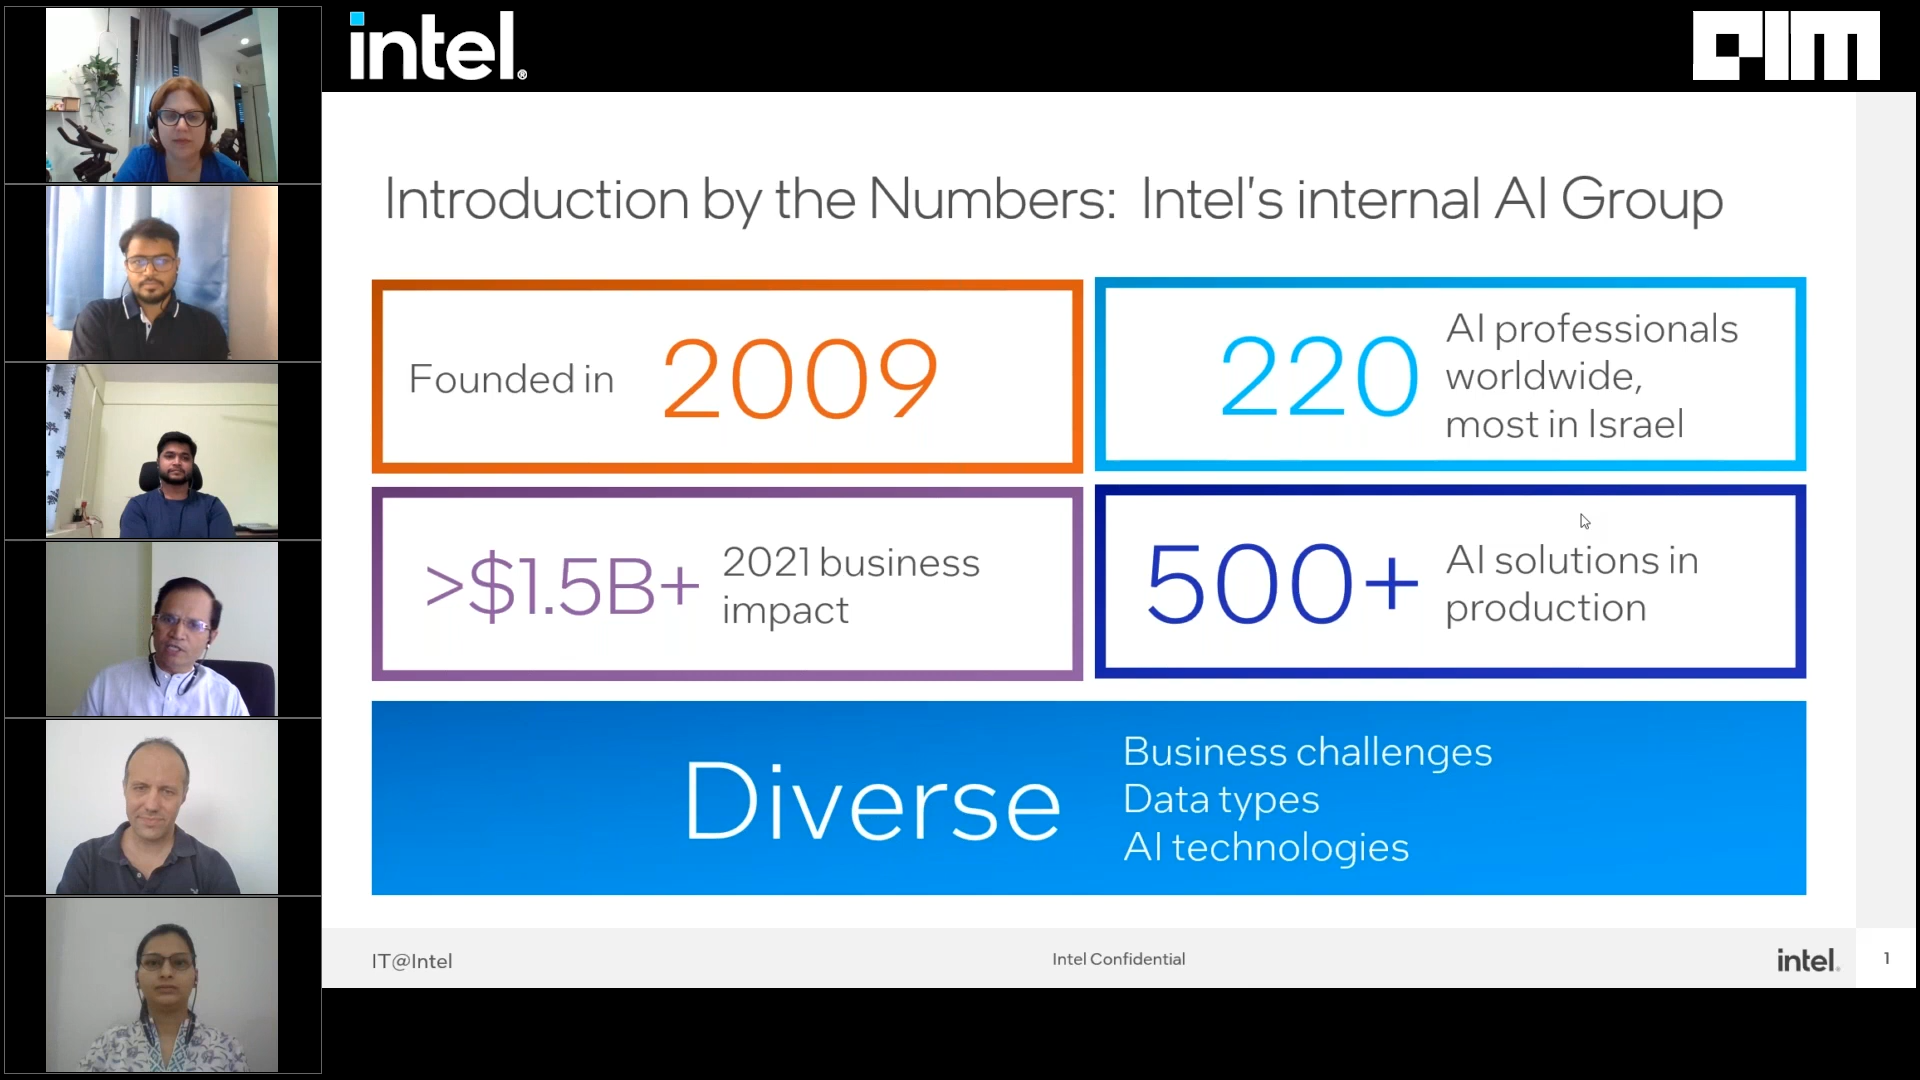 intel®
AIM
Introduction by the Numbers: Intel's internal AI Group
Founded in 2009
220 AI professionals
worldwide,
most in Israel
>$1.5B+ 2021 business
impact
500+ AI solutions in
production
Diverse
Business challenges
Data types
AI technologies
IT@Intel
Intel Confidential
intel®
1